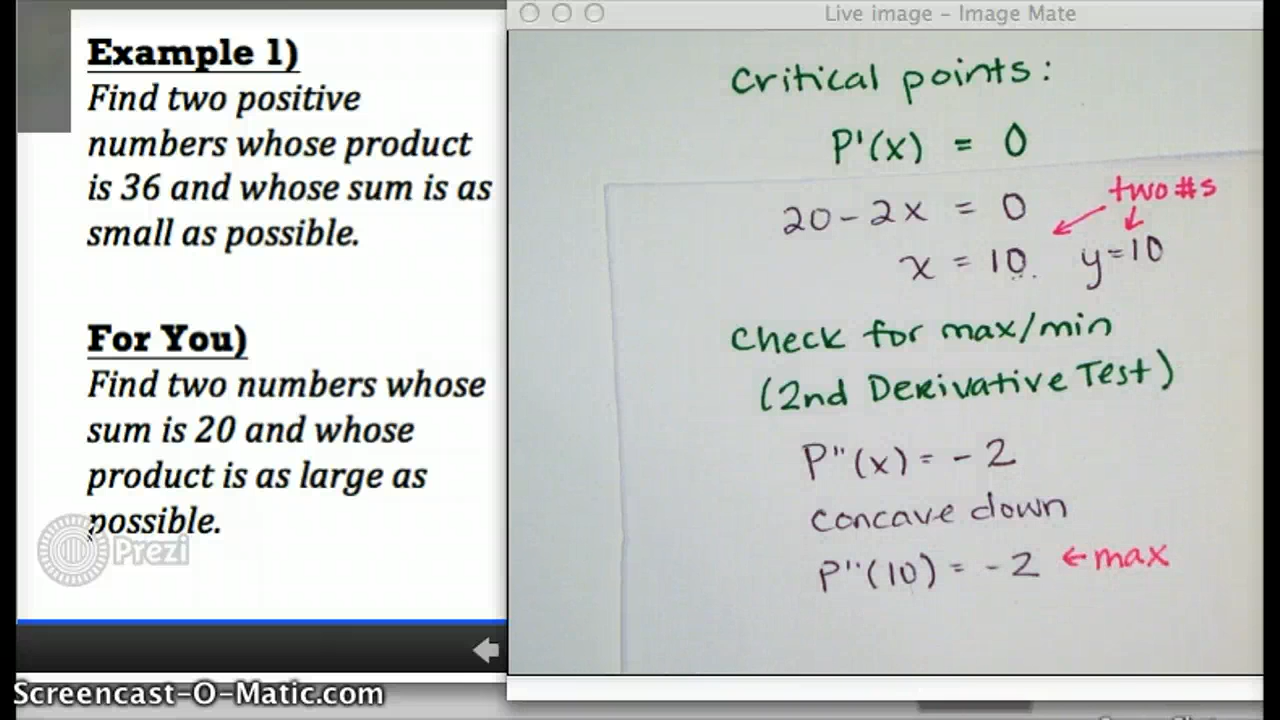 Live image - Image Mate
Example 1)
Find two positive
numbers whose product
is 36 and whose sum is as
small as possible.
For You)
Find two numbers whose
sum is 20 and whose
product is as large as
possible.
Prezi
Critical points:
P'(x) = 0
two #s
20 - 2x = 0
x = 10 y = 10
Check for max/min
(2nd Derivative Test)
P"(x) = -2
concave down
P"(10) = -2 ← max
Screencast-O-Matic.com